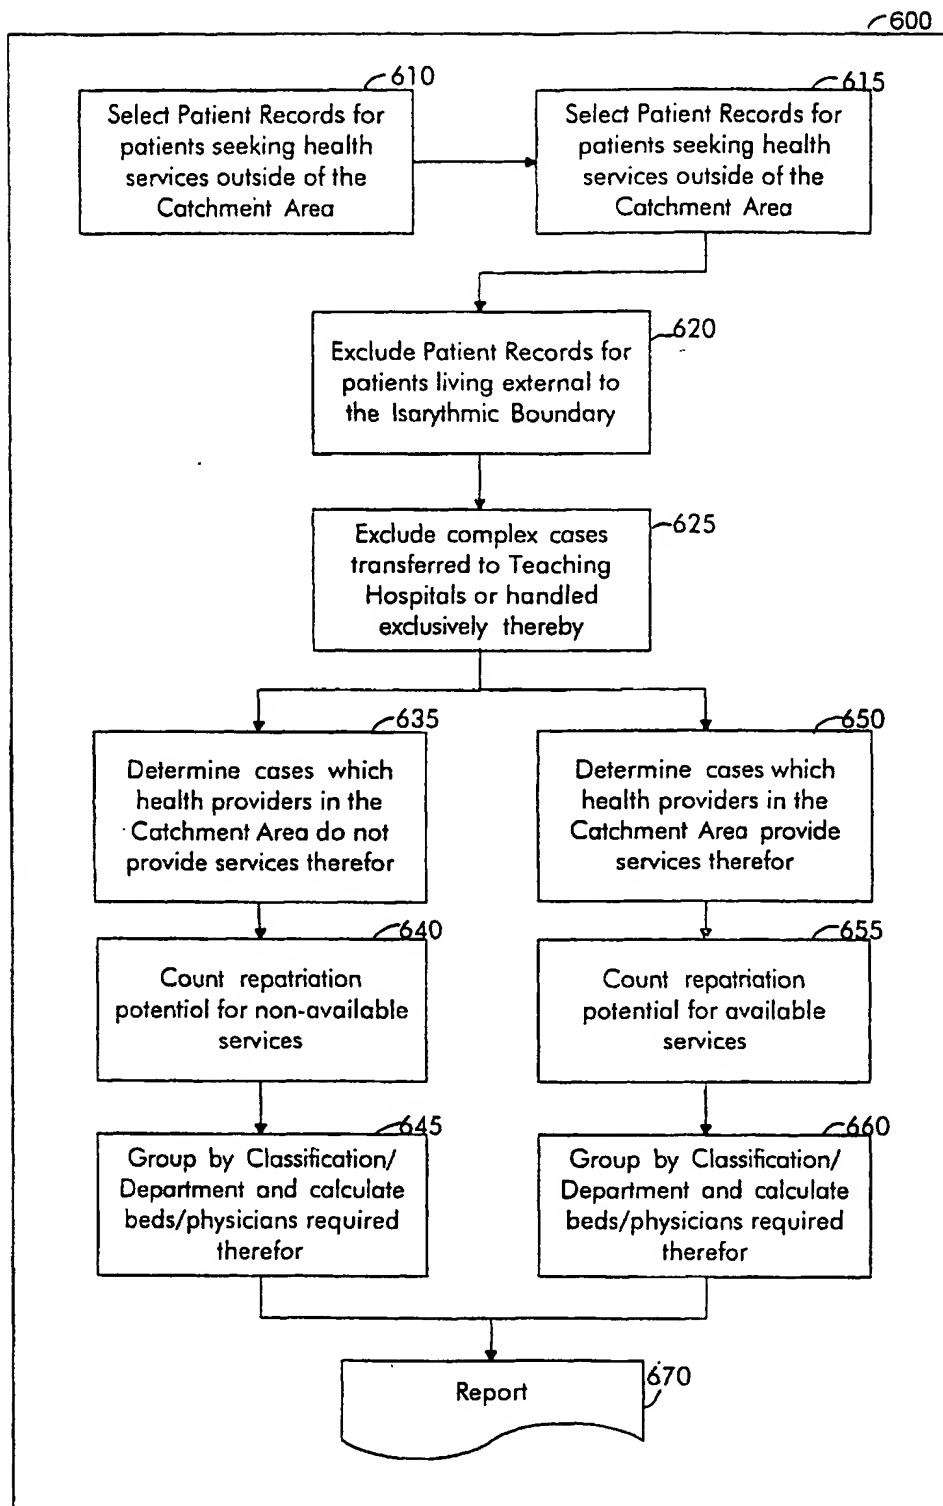 600
610
Select Patient Records for
patients seeking health
services outside of the
Catchment Area
615
Select Patient Records for
patients seeking health
services outside of the
Catchment Area
620
Exclude Patient Records for
patients living external to
the Isarythmic Boundary
625
Exclude complex cases
transferred to Teaching
Hospitals or handled
exclusively thereby
635
Determine cases which
health providers in the
Catchment Area do not
provide services therefor
650
Determine cases which
health providers in the
Catchment Area provide
services therefor
640
Count repatriation
potential for non-available
services
655
Count repatriation
potential for available
services
645
Group by Classification/
Department and calculate
beds/physicians required
therefor
660
Group by Classification/
Department and calculate
beds/physicians required
therefor
Report
670